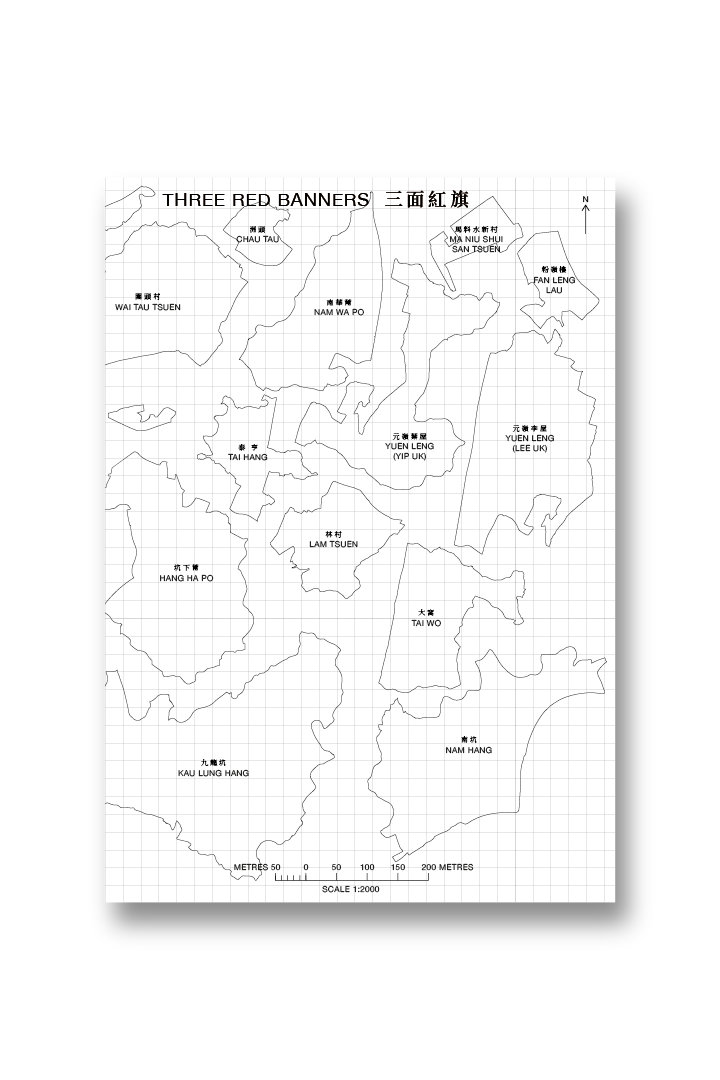 THREE RED BANNERS 三面紅旗
N
洲頭
CHAU TAU
馬料水新村
MA NIU SHUI
SAN TSUEN
粉嶺樓
FAN LENG
LAU
圍頭村
WAI TAU TSUEN
南華莆
NAM WA PO
泰亨
TAI HANG
元嶺葉屋
YUEN LENG
(YIP UK)
元嶺李屋
YUEN LENG
(LEE UK)
林村
LAM TSUEN
坑下莆
HANG HA PO
大窩
TAI WO
南坑
NAM HANG
九龍坑
KAU LUNG HANG
METRES 50 0 50 100 150 200 METRES
SCALE 1:2000